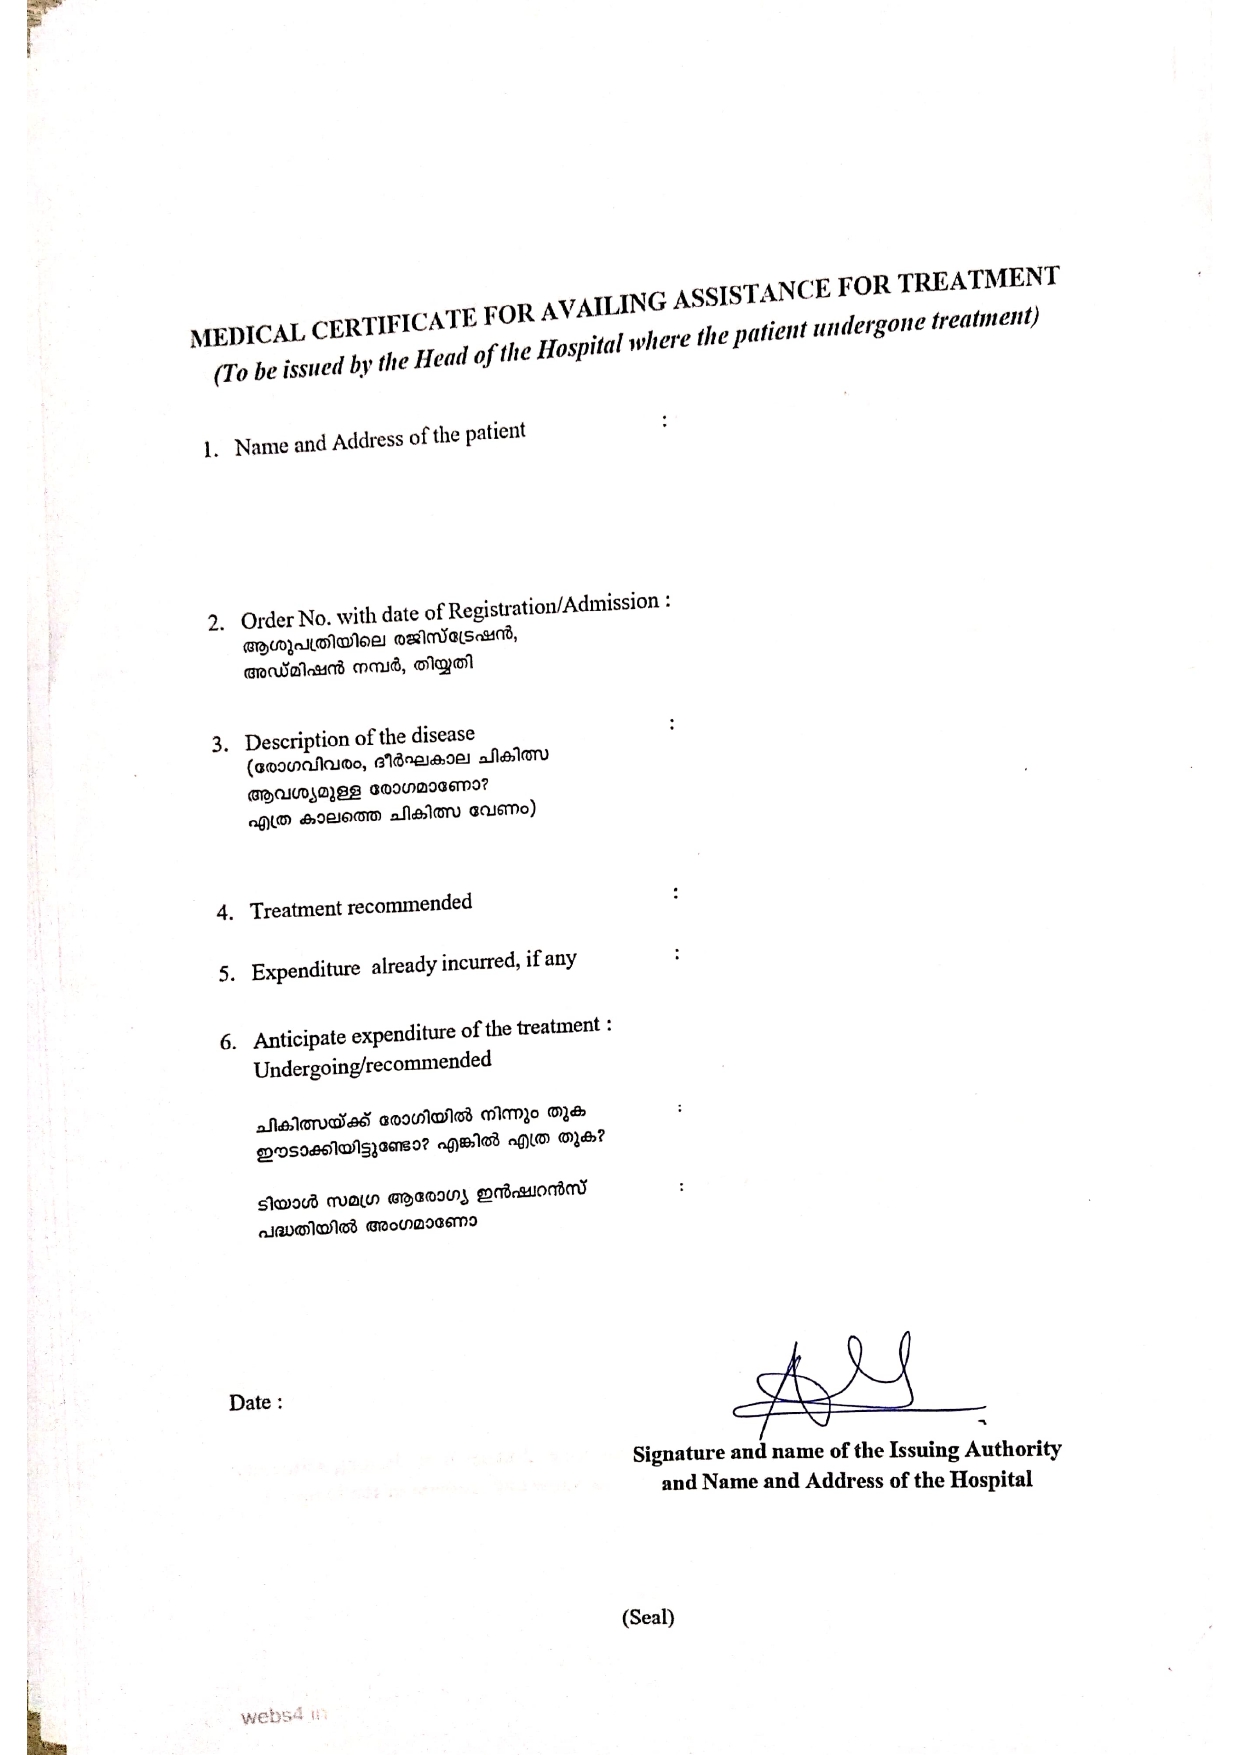 MEDICAL CERTIFICATE FOR AVAILING ASSISTANCE FOR TREATMENT
(To be issued by the Head of the Hospital where the patient undergone treatment)
1. Name and Address of the patient :
2. Order No. with date of Registration/Admission :
ആശുപത്രിയിലെ രജിസ്ട്രേഷൻ,
അഡ്മിഷൻ നമ്പർ, തിയ്യതി
3. Description of the disease :
(രോഗവിവരം, ദീർഘകാല ചികിത്സ
ആവശ്യമുള്ള രോഗമാണോ?
എത്ര കാലത്തെ ചികിത്സ വേണം)
4. Treatment recommended :
5. Expenditure already incurred, if any :
6. Anticipate expenditure of the treatment :
Undergoing/recommended
ചികിത്സയ്ക്ക് രോഗിയിൽ നിന്നും തുക :
ഈടാക്കിയിട്ടുണ്ടോ? എങ്കിൽ എത്ര തുക?
ടിയാൾ സമഗ്ര ആരോഗ്യ ഇൻഷുറൻസ് :
പദ്ധതിയിൽ അംഗമാണോ
Date :
Signature and name of the Issuing Authority
and Name and Address of the Hospital
(Seal)
webs4.in